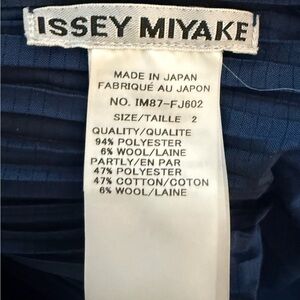 ISSEY MIYAKE
MADE IN JAPAN
FABRIQUÉ AU JAPON
NO. IM87-FJ602
SIZE/TAILLE 2
QUALITY/QUALITE
94% POLYESTER
6% WOOL/LAINE
PARTLY/EN PAR
47% POLYESTER
47% COTTON/COTON
6% WOOL/LAINE